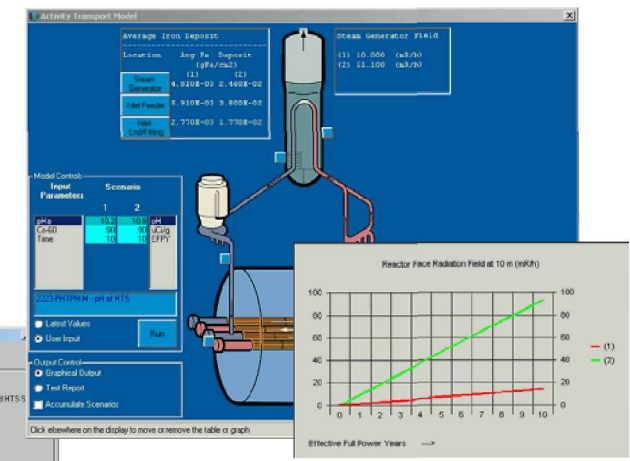 Activity Transport Model
Average Iron Deposit
Location Avg Fe Deposit
(gFe/cm2)
(1) (2)
Steam Generator 4.810E-03 2.460E-02
Inlet Feeder 3.800E-02
Inlet End-Fitting 2.770E-03 1.770E-02
Steam Generator Field
(1) 10.000 (mR/h)
(2) 51.100 (mR/h)
Model Controls
Input Parameters Scenario
1 2
pHa 10.2 10.8 pH
Co-60 90 90 uCi/g
Time 10 10 EFPY
2223-PHTPH.M - pH of HTS
Latest Values
User Input
Run
Output Control
Graphical Output
Text Report
Accumulate Scenarios
Click elsewhere on the display to move or remove the table or graph
Reactor Face Radiation Field at 10 m (mR/h)
100 100
80 80
60 60
40 40
20 20
0 0
0 1 2 3 4 5 6 7 8 9 10
(1)
(2)
Effective Full Power Years --->